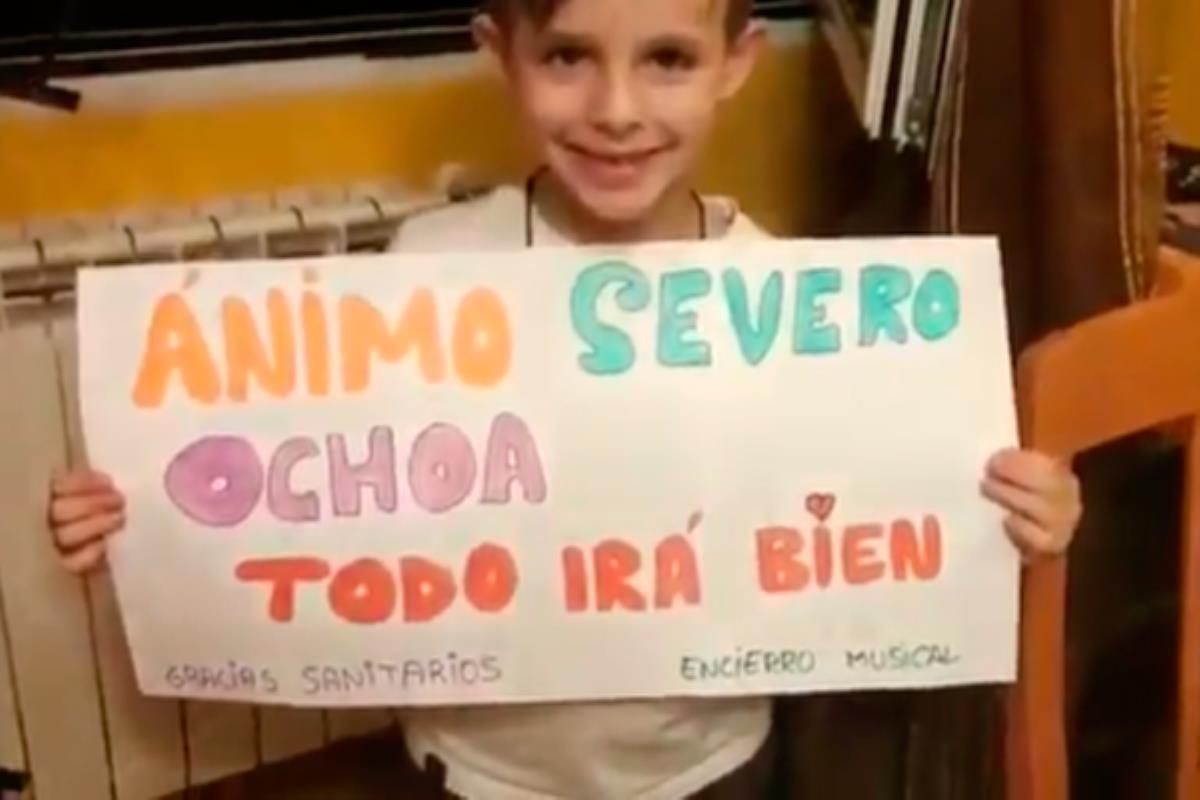 ÁNIMO SEVERO
OCHOA
TODO IRÁ BIEN
GRACIAS SANITARIOS ENCIERRO MUSICAL